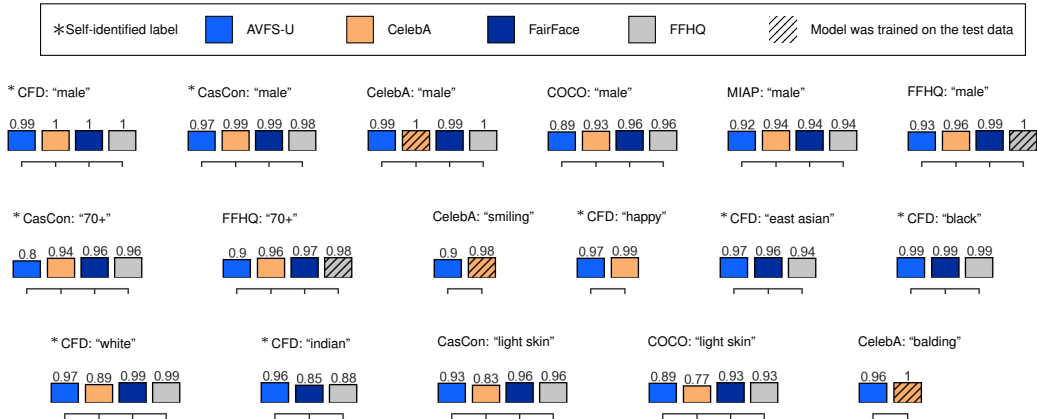 *Self-identified label AVFS-U CelebA FairFace FFHQ Model was trained on the test data
* CFD: “male” * CasCon: “male” CelebA: “male” COCO: “male” MIAP: “male” FFHQ: “male”
0.99 1 1 1 0.97 0.99 0.99 0.98 0.99 1 0.99 1 0.89 0.93 0.96 0.96 0.92 0.94 0.94 0.94 0.93 0.96 0.99 1
* CasCon: “70+” FFHQ: “70+” CelebA: “smiling” * CFD: “happy” * CFD: “east asian” * CFD: “black”
0.8 0.94 0.96 0.96 0.9 0.96 0.97 0.98 0.9 0.98 0.97 0.99 0.97 0.96 0.94 0.99 0.99 0.99
* CFD: “white” * CFD: “indian” CasCon: “light skin” COCO: “light skin” CelebA: “balding”
0.97 0.89 0.99 0.99 0.96 0.85 0.88 0.93 0.83 0.96 0.96 0.89 0.77 0.93 0.93 0.96 1